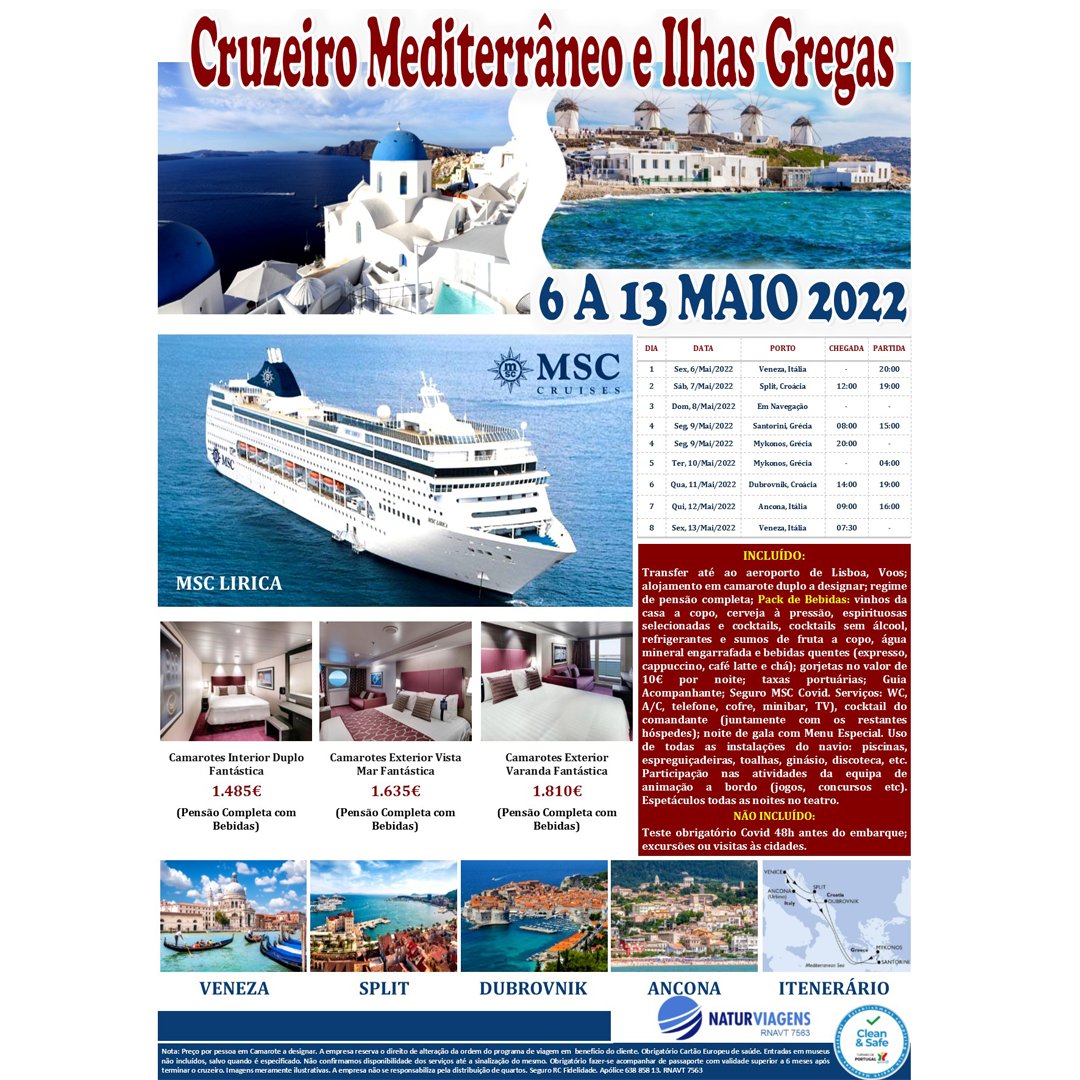 Cruzeiro Mediterrâneo e Ilhas Gregas
6 A 13 MAIO 2022
MSC
CRUISES
MSC
MSC LIRICA
MSC LIRICA
DIA DATA PORTO CHEGADA PARTIDA
1 Sex, 6/Mai/2022 Veneza, Itália - 20:00
2 Sáb, 7/Mai/2022 Split, Croácia 12:00 19:00
3 Dom, 8/Mai/2022 Em Navegação - -
4 Seg, 9/Mai/2022 Santorini, Grécia 08:00 15:00
4 Seg, 9/Mai/2022 Mykonos, Grécia 20:00 -
5 Ter, 10/Mai/2022 Mykonos, Grécia - 04:00
6 Qua, 11/Mai/2022 Dubrovnik, Croácia 14:00 19:00
7 Qui, 12/Mai/2022 Ancona, Itália 09:00 16:00
8 Sex, 13/Mai/2022 Veneza, Itália 07:30 -
INCLUÍDO:
Transfer até ao aeroporto de Lisboa, Voos;
alojamento em camarote duplo a designar; regime
de pensão completa; Pack de Bebidas: vinhos da
casa a copo, cerveja à pressão, espirituosas
selecionadas e cocktails, cocktails sem álcool,
refrigerantes e sumos de fruta a copo, água
mineral engarrafada e bebidas quentes (expresso,
cappuccino, café latte e chá); gorjetas no valor de
10€ por noite; taxas portuárias; Guia
Acompanhante; Seguro MSC Covid. Serviços: WC,
A/C, telefone, cofre, minibar, TV), cocktail do
comandante (juntamente com os restantes
hóspedes); noite de gala com Menu Especial. Uso
de todas as instalações do navio: piscinas,
espreguiçadeiras, toalhas, ginásio, discoteca, etc.
Participação nas atividades da equipa de
animação a bordo (jogos, concursos etc).
Espetáculos todas as noites no teatro.
NÃO INCLUÍDO:
Teste obrigatório Covid 48h antes do embarque;
excursões ou visitas às cidades.
Camarotes Interior Duplo
Fantástica
1.485€
(Pensão Completa com
Bebidas)
Camarotes Exterior Vista
Mar Fantástica
1.635€
(Pensão Completa com
Bebidas)
Camarotes Exterior
Varanda Fantástica
1.810€
(Pensão Completa com
Bebidas)
VENICE
SPLIT
ANCONA
(Urbino)
Croatia
DUBROVNIK
Italy
Greece
MYKONOS
SANTORINI
Mediterranean Sea
VENEZA
SPLIT
DUBROVNIK
ANCONA
ITENERÁRIO
NATURVIAGENS
RNAVT 7563
Clean
& Safe
PORTUGAL
Nota: Preço por pessoa em Camarote a designar. A empresa reserva o direito de alteração da ordem do programa de viagem em benefício do cliente. Obrigatório Cartão Europeu de saúde. Entradas em museus
não incluídos, salvo quando é especificado. Não confirmamos disponibilidade dos serviços até a sinalização do mesmo. Obrigatório fazer-se acompanhar de passaporte com validade superior a 6 meses após
terminar o cruzeiro. Imagens meramente ilustrativas. A empresa não se responsabiliza pela distribuição de quartos. Seguro RC Fidelidade. Apólice 638 858 13. RNAVT 7563